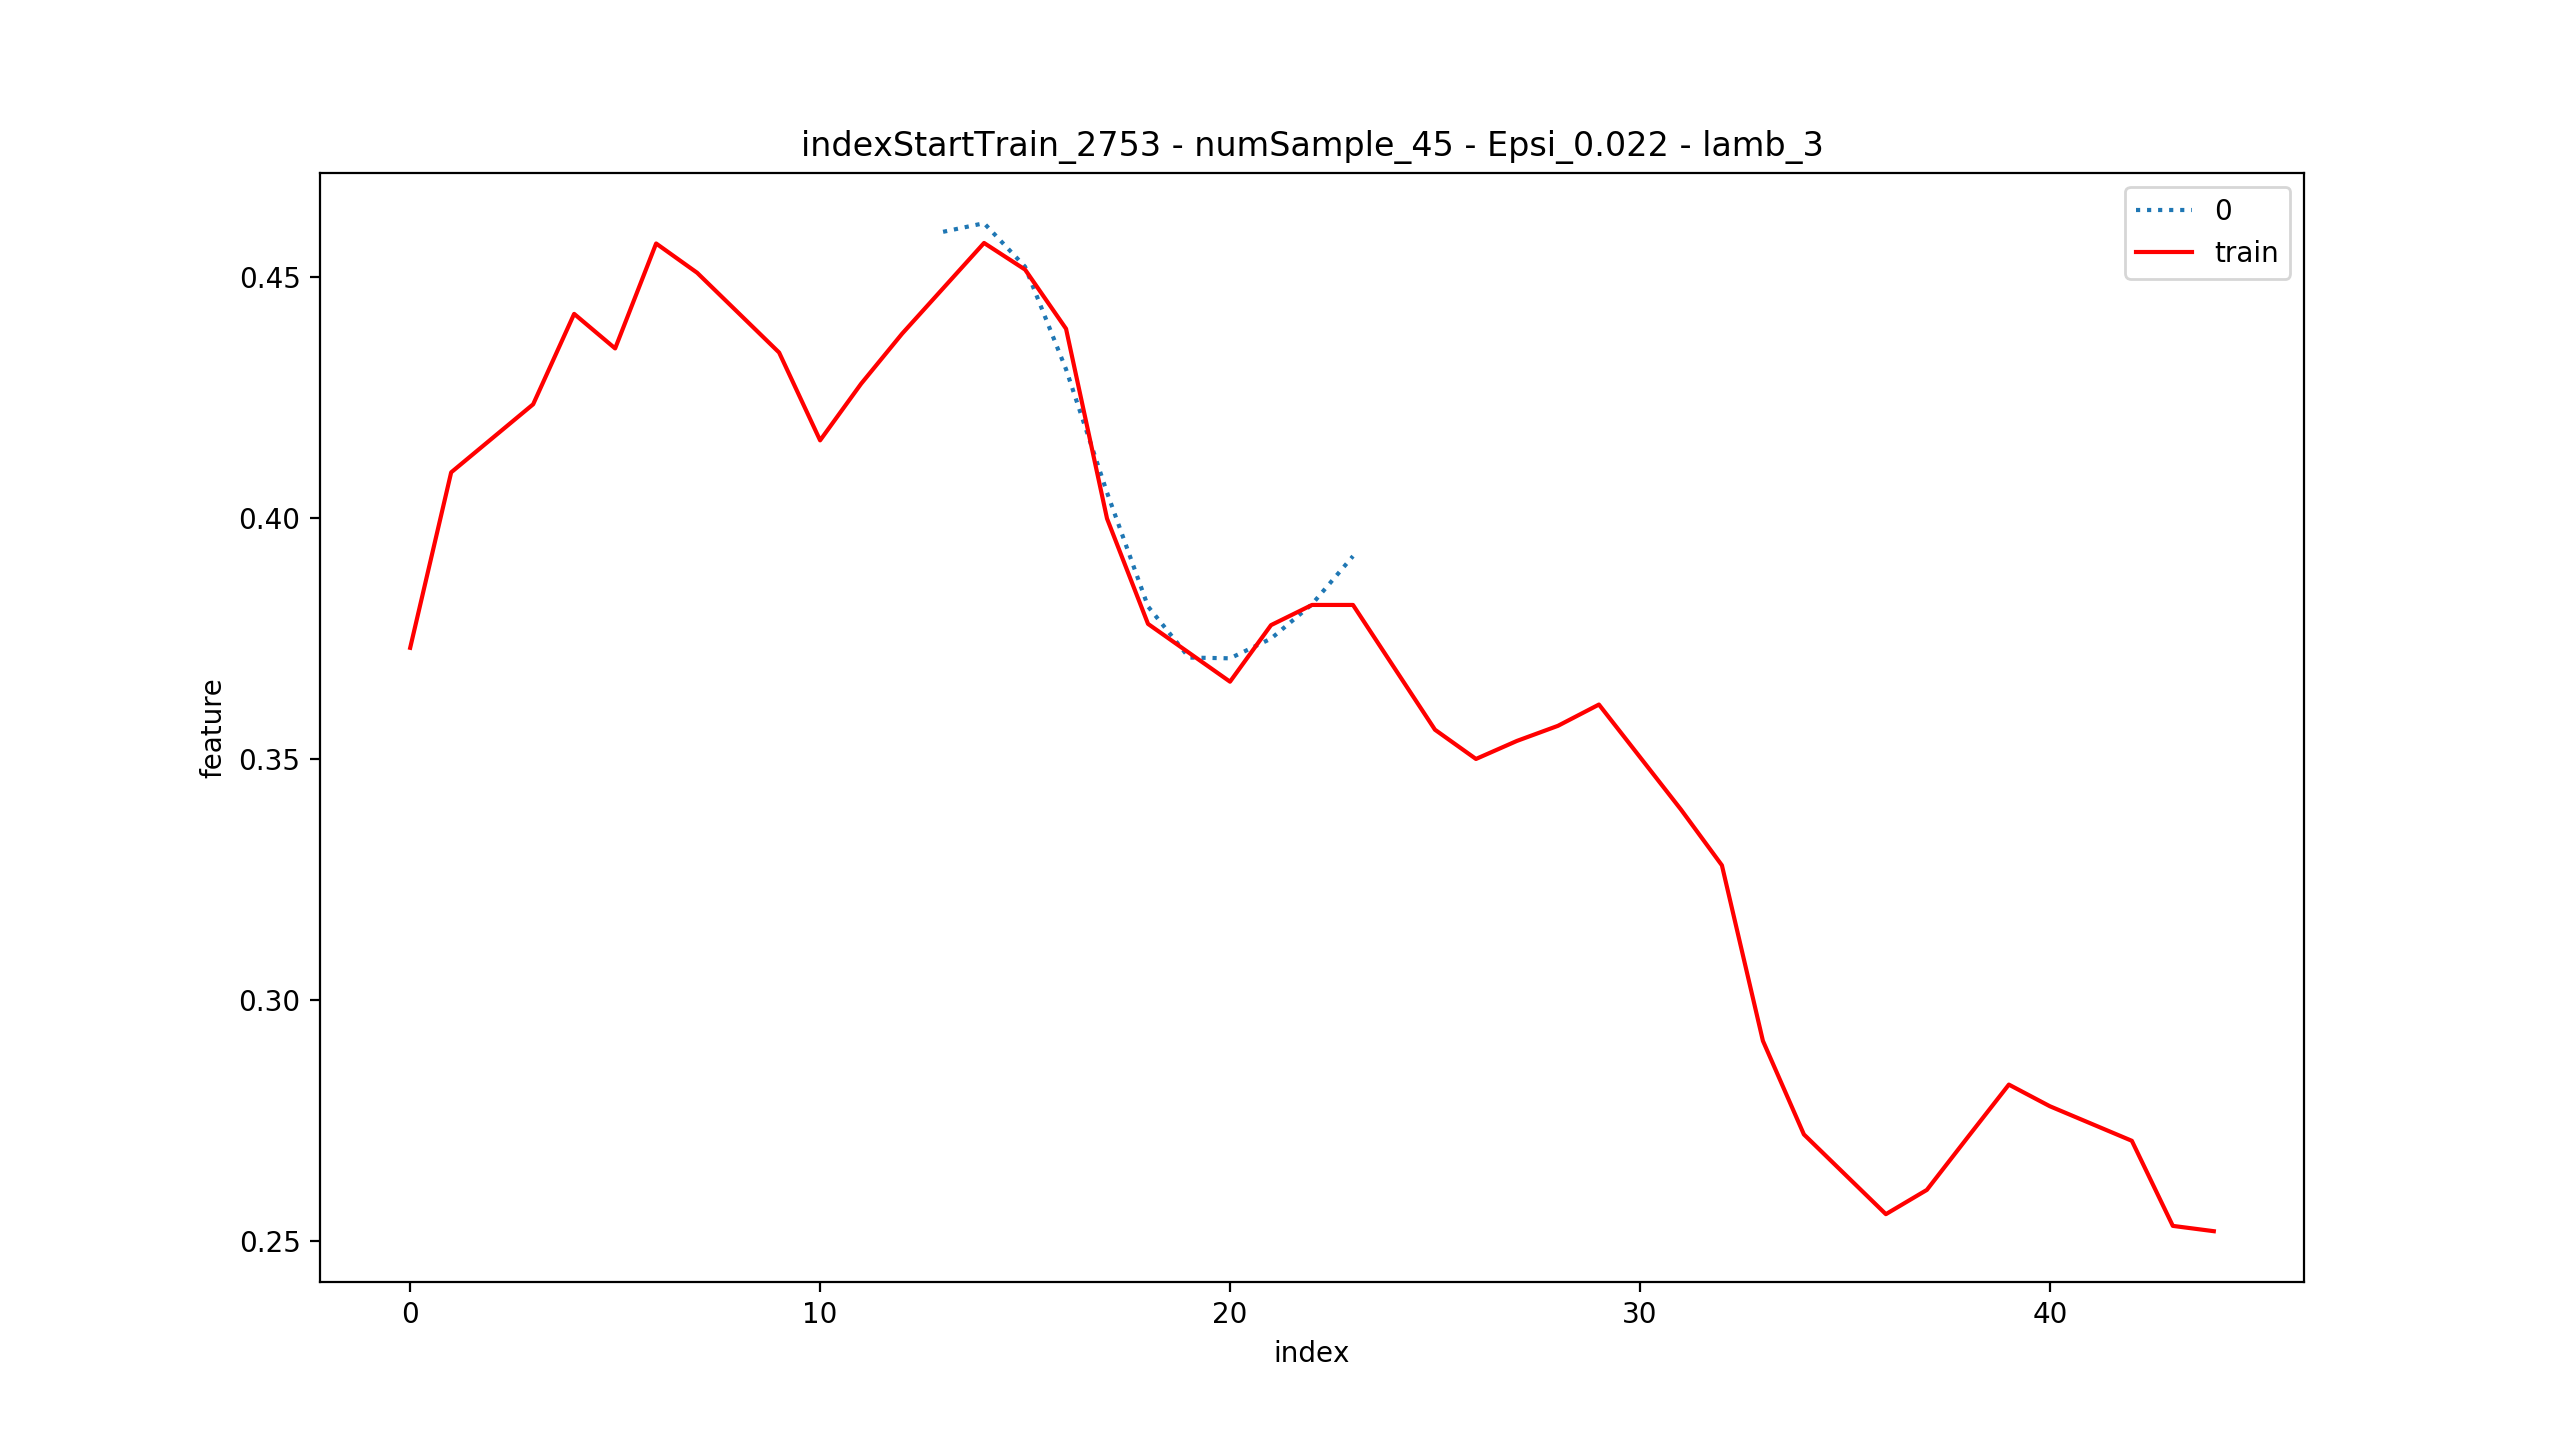 indexStartTrain_2753 - numSample_45 - Epsi_0.022 - lamb_3
0
train
0.45
0.40
0.35
0.30
0.25
feature
0 10 20 30 40
index